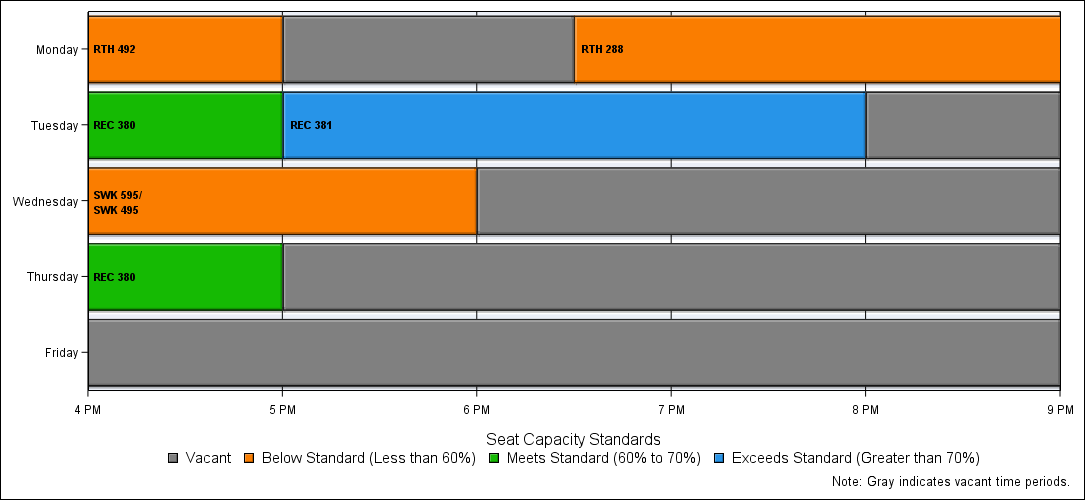 Monday
RTH 492
RTH 288
Tuesday
REC 380
REC 381
Wednesday
SWK 595/
SWK 495
Thursday
REC 380
Friday
4 PM 5 PM 6 PM 7 PM 8 PM 9 PM
Seat Capacity Standards
Vacant Below Standard (Less than 60%) Meets Standard (60% to 70%) Exceeds Standard (Greater than 70%)
Note: Gray indicates vacant time periods.